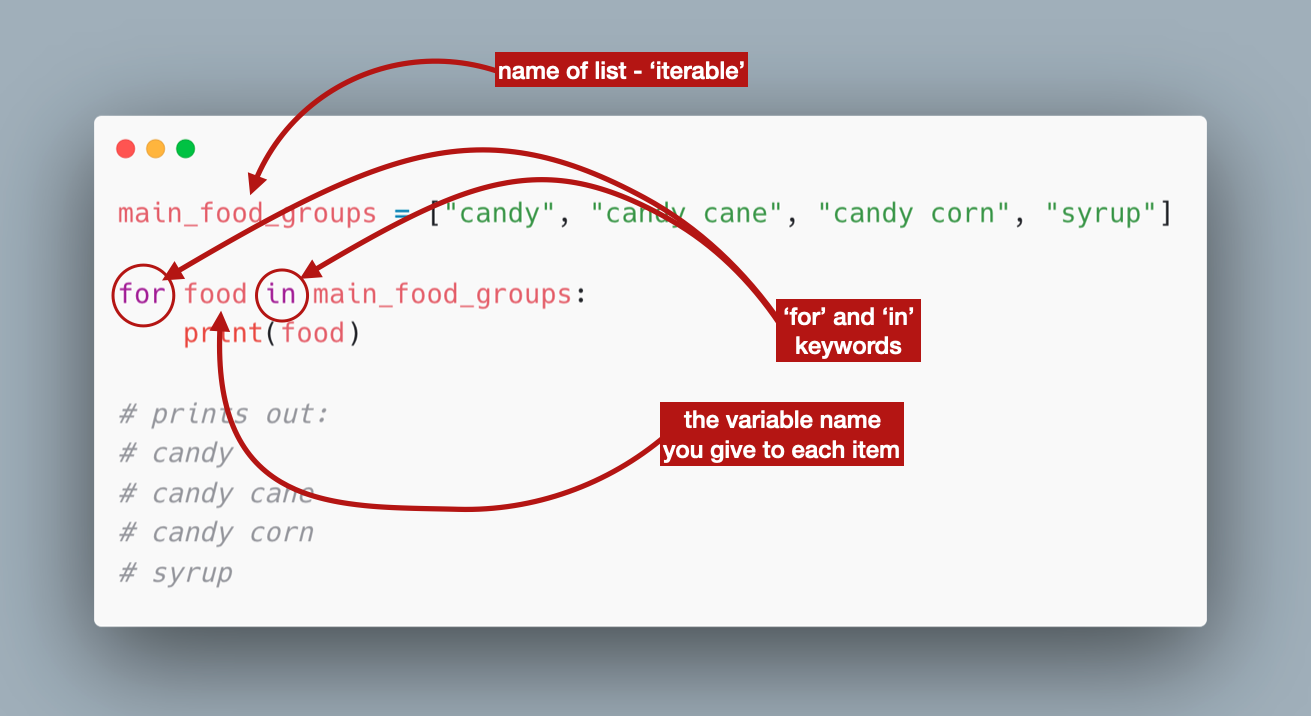 name of list - ‘iterable’
main_food_groups = ["candy", "candy cane", "candy corn", "syrup"]
for food in main_food_groups:
print(food)
‘for’ and ‘in’
keywords
the variable name
you give to each item
# prints out:
# candy
# candy cane
# candy corn
# syrup